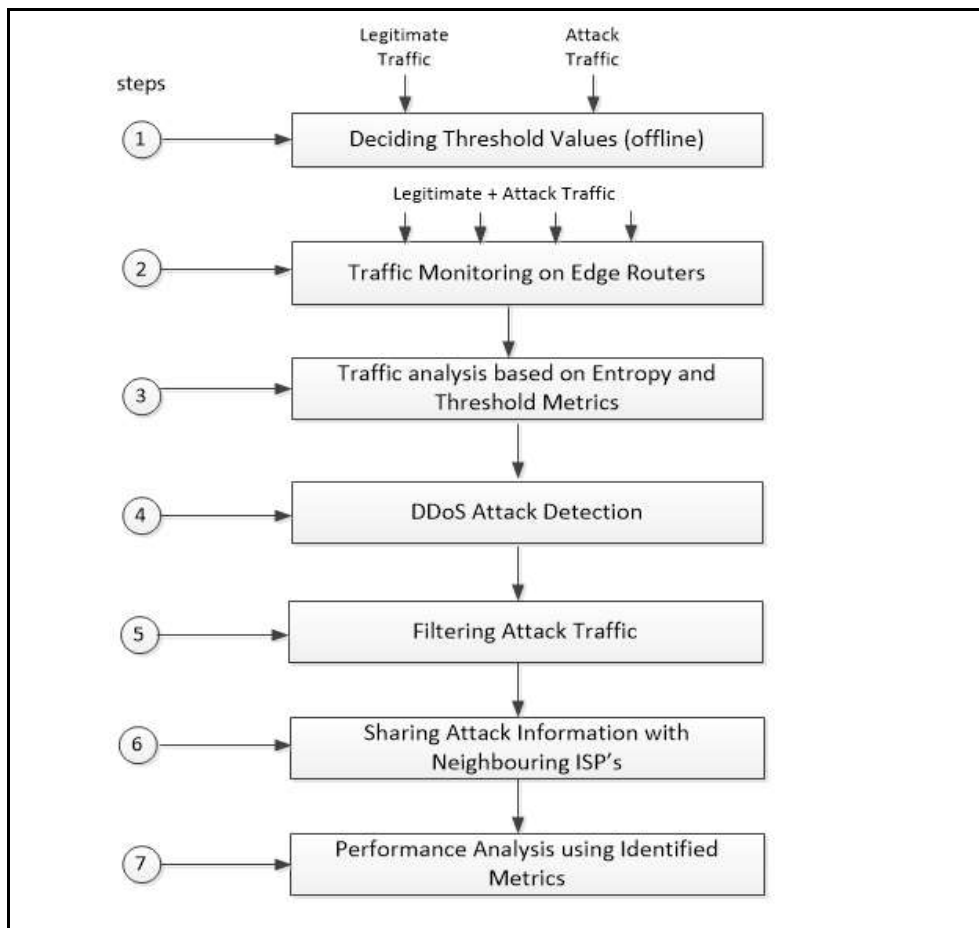 Legitimate
Traffic
Attack
Traffic
steps
1
Deciding Threshold Values (offline)
Legitimate + Attack Traffic
2
Traffic Monitoring on Edge Routers
3
Traffic analysis based on Entropy and
Threshold Metrics
4
DDoS Attack Detection
5
Filtering Attack Traffic
6
Sharing Attack Information with
Neighbouring ISP's
7
Performance Analysis using Identified
Metrics